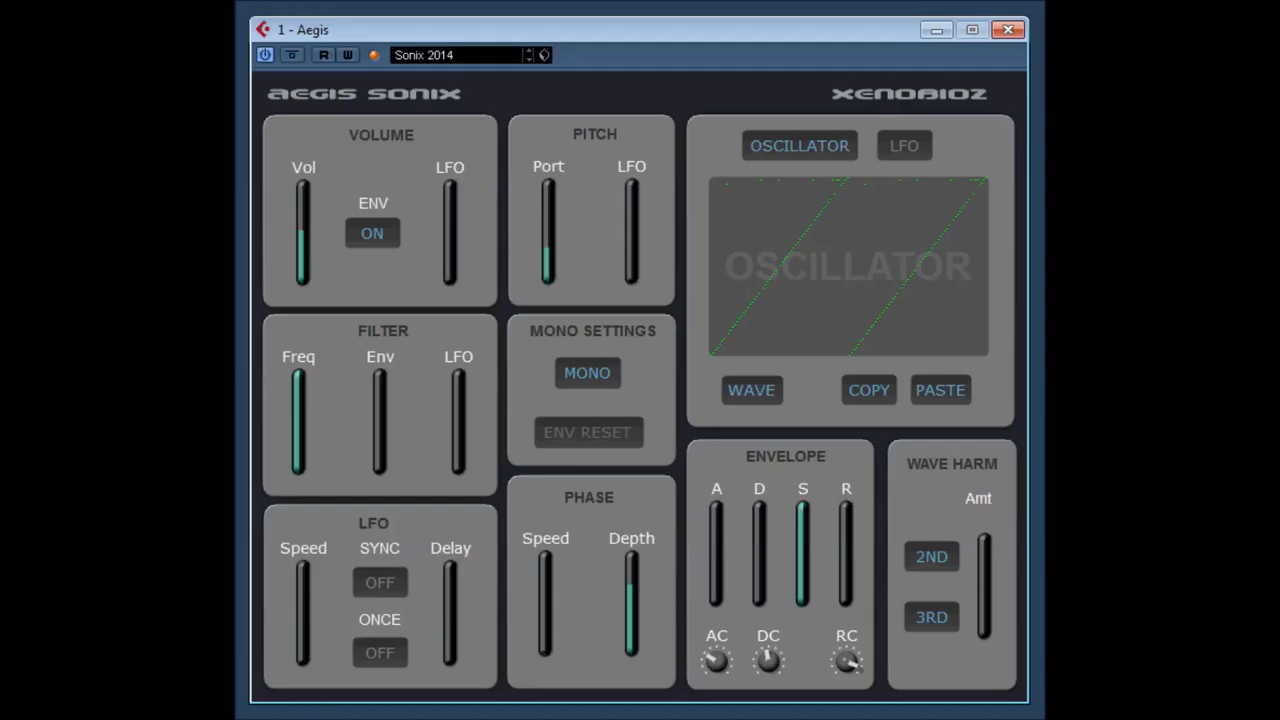 1 - Aegis
R W Sonix 2014
AEGIS SONIX
XENOBIOZ
VOLUME
Vol
LFO
ENV
ON
PITCH
Port
LFO
OSCILLATOR
LFO
OSCILLATOR
WAVE
COPY
PASTE
FILTER
Freq
Env
LFO
MONO SETTINGS
MONO
ENV RESET
LFO
Speed
SYNC
Delay
OFF
ONCE
OFF
PHASE
Speed
Depth
ENVELOPE
A
D
S
R
AC
DC
RC
WAVE HARM
Amt
2ND
3RD